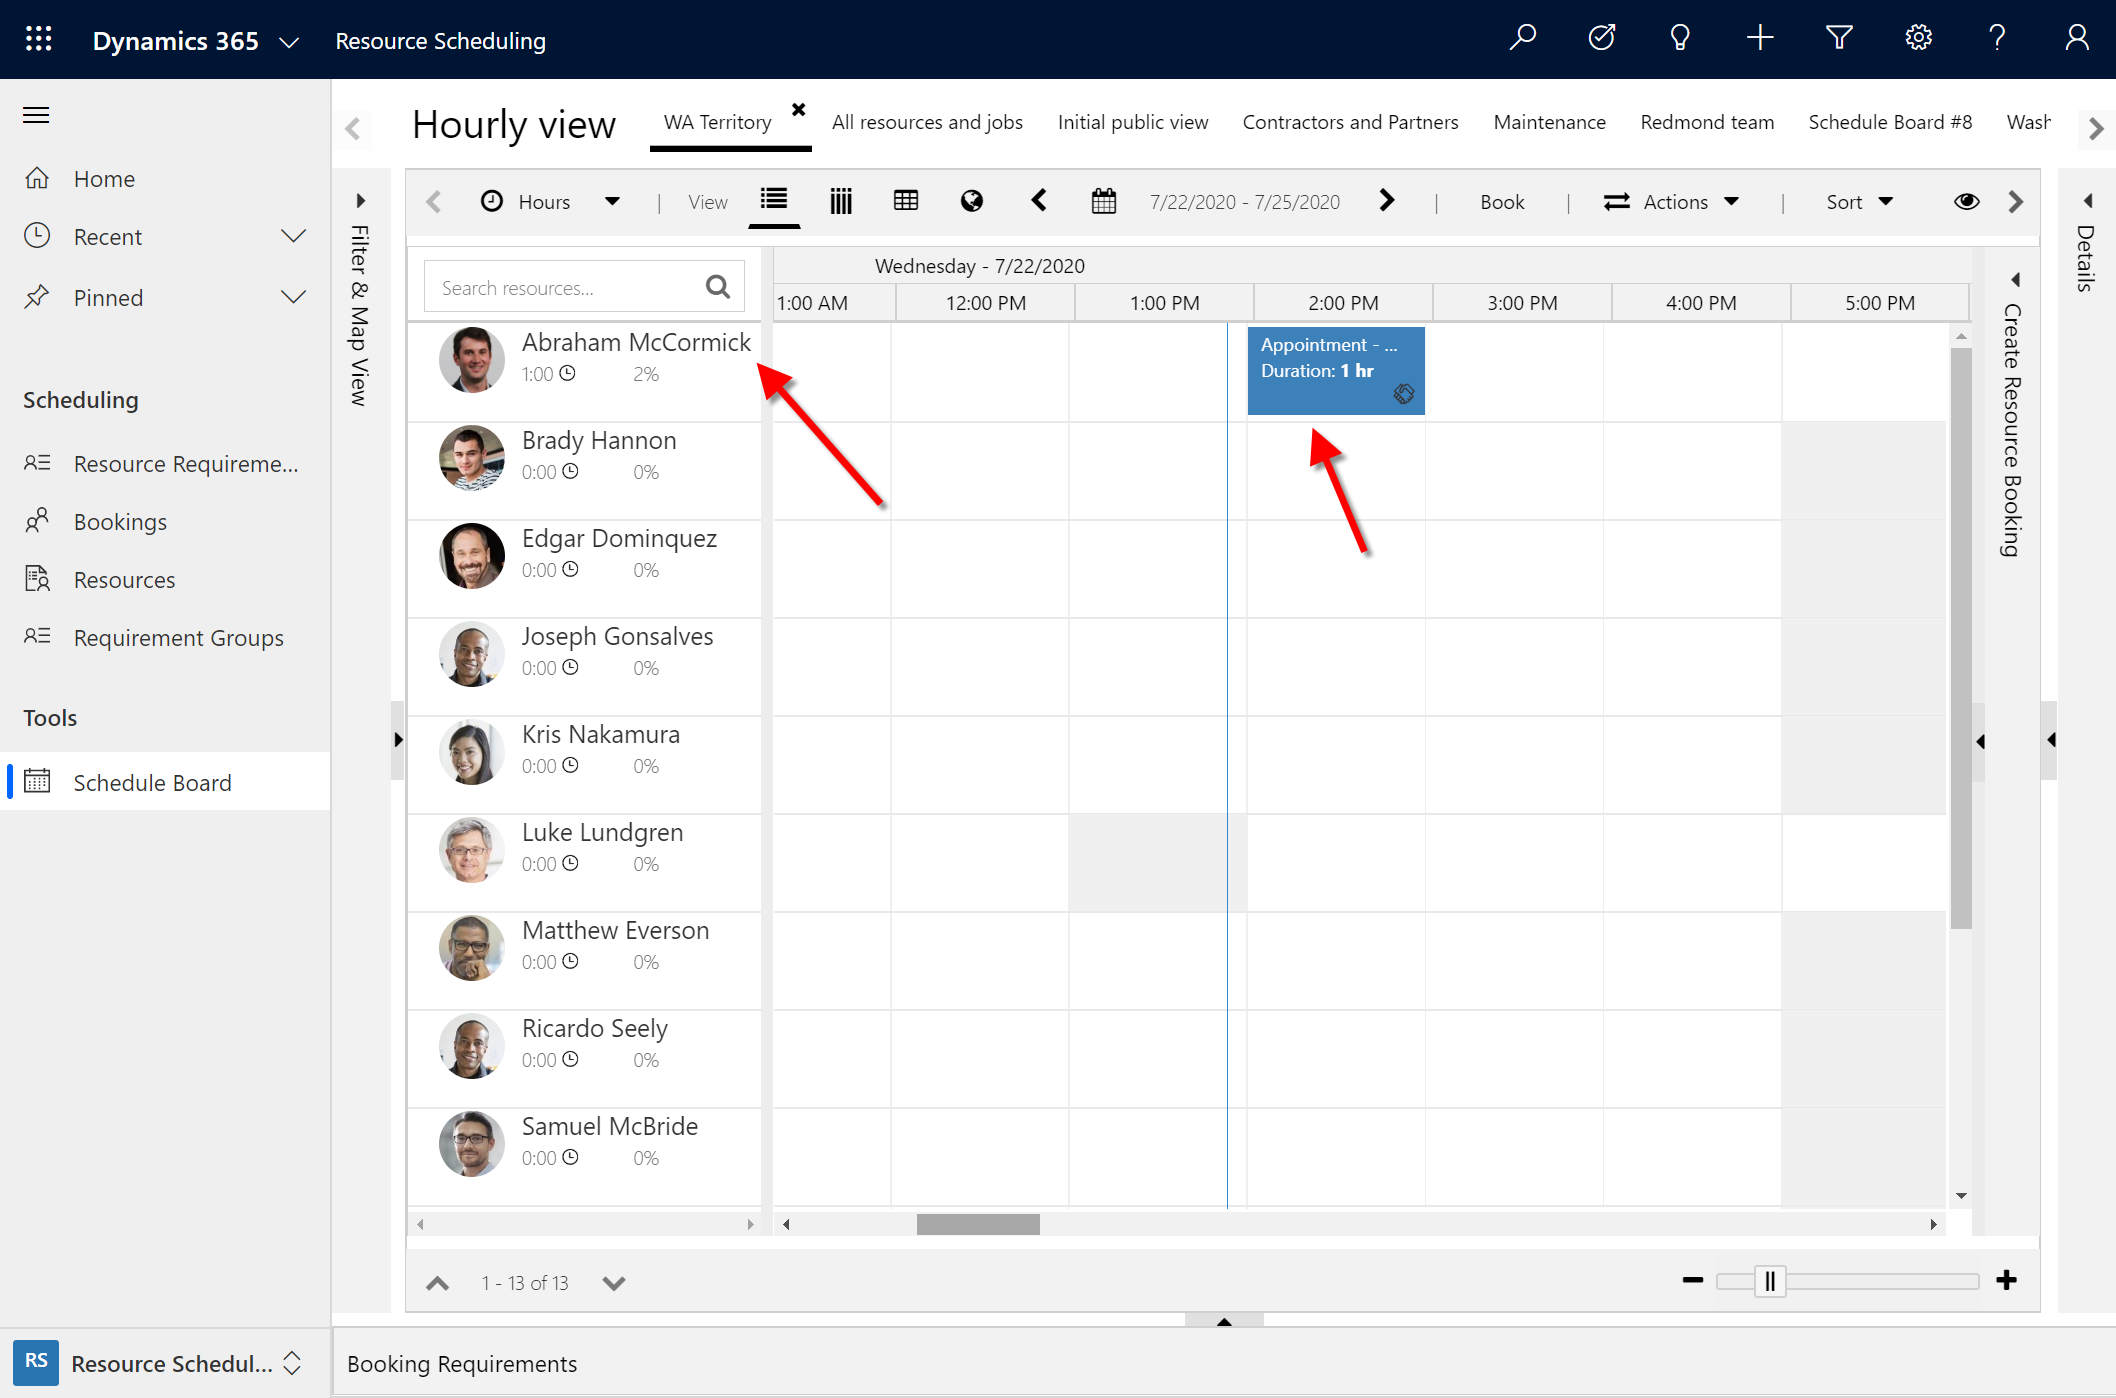 Dynamics 365
Resource Scheduling
Home
Recent
Pinned
Scheduling
Resource Requireme...
Bookings
Resources
Requirement Groups
Tools
Schedule Board
RS
Resource Schedul...
Hourly view
WA Territory
All resources and jobs
Initial public view
Contractors and Partners
Maintenance
Redmond team
Schedule Board #8
Wash
Filter & Map View
Hours
View
7/22/2020 - 7/25/2020
Book
Actions
Sort
Search resources...
Wednesday - 7/22/2020
1:00 AM
12:00 PM
1:00 PM
2:00 PM
3:00 PM
4:00 PM
5:00 PM
Abraham McCormick
1:00
2%
Appointment - ...
Duration: 1 hr
Brady Hannon
0:00
0%
Edgar Dominquez
0:00
0%
Joseph Gonsalves
0:00
0%
Kris Nakamura
0:00
0%
Luke Lundgren
0:00
0%
Matthew Everson
0:00
0%
Ricardo Seely
0:00
0%
Samuel McBride
0:00
0%
1 - 13 of 13
Create Resource Booking
Details
Booking Requirements